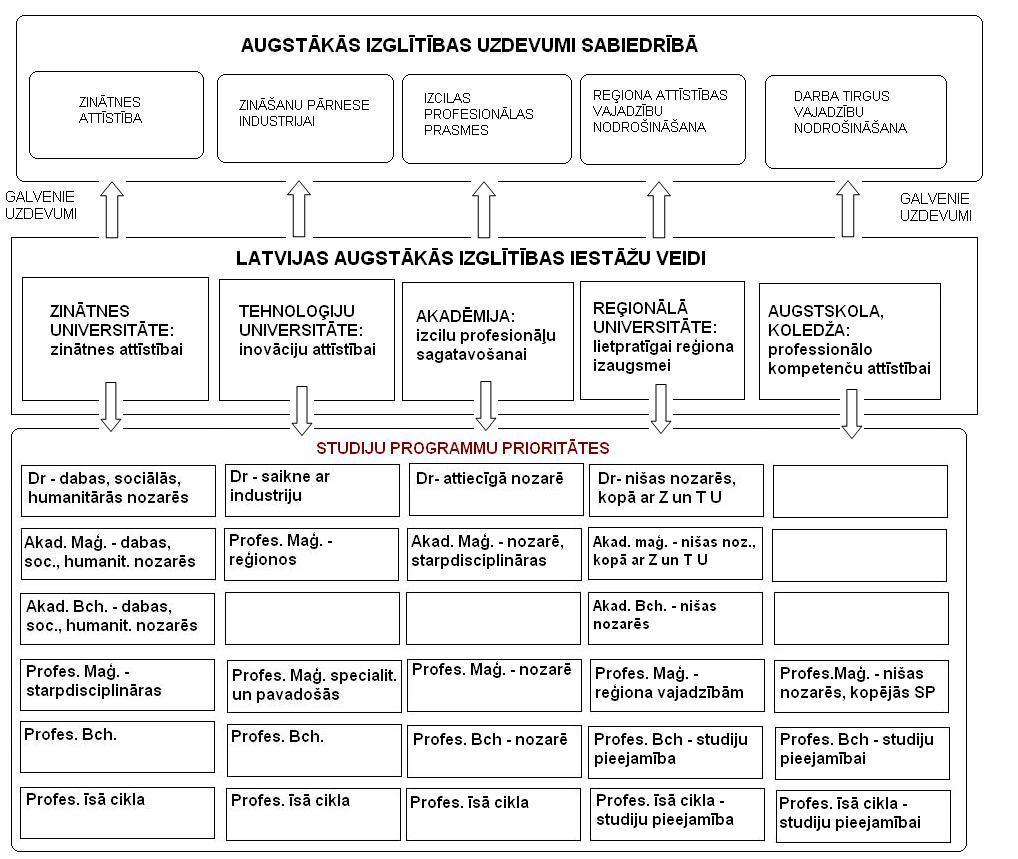 AUGSTĀKĀS IZGLĪTĪBAS UZDEVUMI SABIEDRĪBĀ
ZINĀTNES
ATTĪSTĪBA
ZINĀŠANU PĀRNESE
INDUSTRIJAI
IZCILAS
PROFESIONĀLAS
PRASMES
REĢIONA ATTĪSTĪBAS
VAJADZĪBU
NODROŠINĀŠANA
DARBA TIRGUS
VAJADZĪBU
NODROŠINĀŠANA
GALVENIE
UZDEVUMI
GALVENIE
UZDEVUMI
LATVIJAS AUGSTĀKĀS IZGLĪTĪBAS IESTĀŽU VEIDI
ZINĀTNES
UNIVERSITĀTE:
zinātnes attīstībai
TEHNOLOĢIJU
UNIVERSITĀTE:
inovāciju attīstībai
AKADĒMIJA:
izcilu profesionāļu
sagatavošanai
REĢIONĀLĀ
UNIVERSITĀTE:
lietpratīgai reģiona
izaugsmei
AUGSTSKOLA,
KOLEDŽA:
professionālo
kompetenču attīstībai
STUDIJU PROGRAMMU PRIORITĀTES
Dr - dabas, sociālās,
humanitārās nozarēs
Dr - saikne ar
industriju
Dr- attiecīgā nozarē
Dr- nišas nozarēs,
kopā ar Z un T U
Akad. Maģ. - dabas,
soc., humanit. nozarēs
Profes. Maģ. -
reģionos
Akad. Maģ. - nozarē,
starpdisciplināras
Akad. maģ. - nišas noz.,
kopā ar Z un T U
Akad. Bch. - dabas,
soc., humanit. nozarēs
Akad. Bch. - nišas
nozarēs
Profes. Maģ. -
starpdisciplināras
Profes. Maģ. specialit.
un pavadošās
Profes. Maģ. - nozarē
Profes. Maģ. -
reģiona vajadzībām
Profes.Maģ. - nišas
nozarēs, kopējās SP
Profes. Bch.
Profes. Bch.
Profes. Bch - nozarē
Profes. Bch - studiju
pieejamība
Profes. Bch - studiju
pieejamībai
Profes. īsā cikla
Profes. īsā cikla
Profes. īsā cikla
Profes. īsā cikla -
studiju pieejamība
Profes. īsā cikla -
studiju pieejamībai